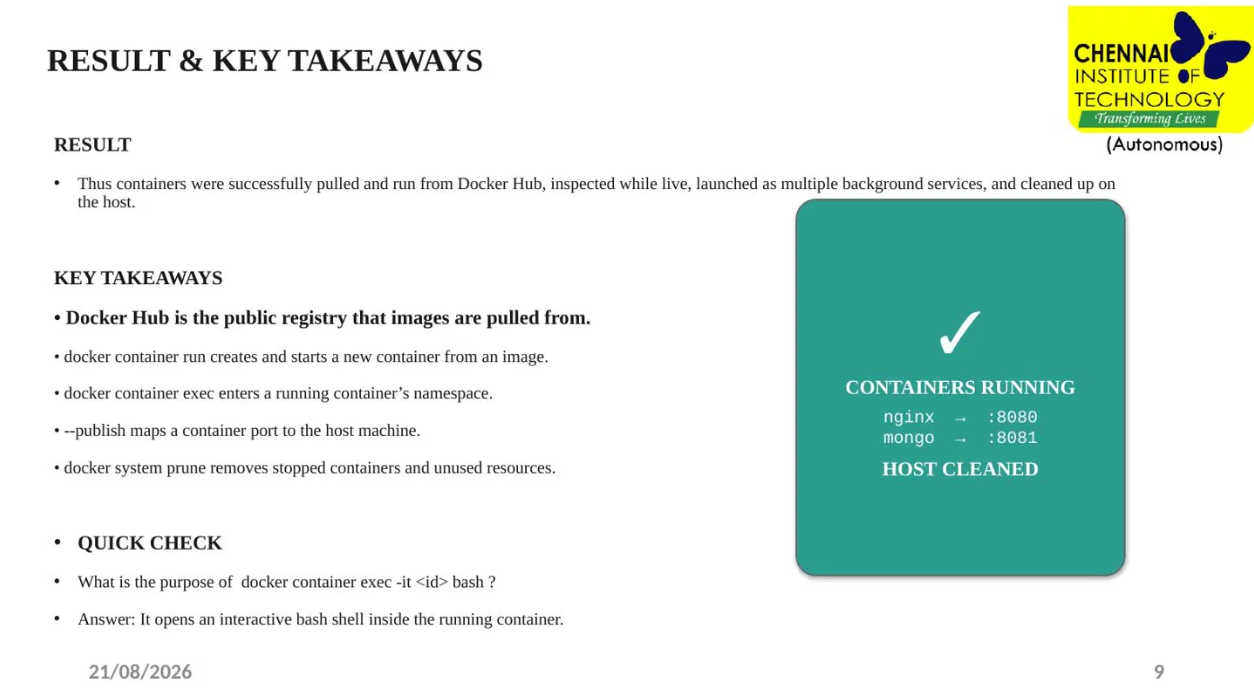 RESULT & KEY TAKEAWAYS
CHENNAI
INSTITUTE OF
TECHNOLOGY
Transforming Lives
(Autonomous)
RESULT
• Thus containers were successfully pulled and run from Docker Hub, inspected while live, launched as multiple background services, and cleaned up on
the host.
KEY TAKEAWAYS
• Docker Hub is the public registry that images are pulled from.
• docker container run creates and starts a new container from an image.
• docker container exec enters a running container’s namespace.
• --publish maps a container port to the host machine.
• docker system prune removes stopped containers and unused resources.
✓
CONTAINERS RUNNING
nginx → :8080
mongo → :8081
HOST CLEANED
• QUICK CHECK
• What is the purpose of  docker container exec -it <id> bash ?
• Answer: It opens an interactive bash shell inside the running container.
21/08/2026
9